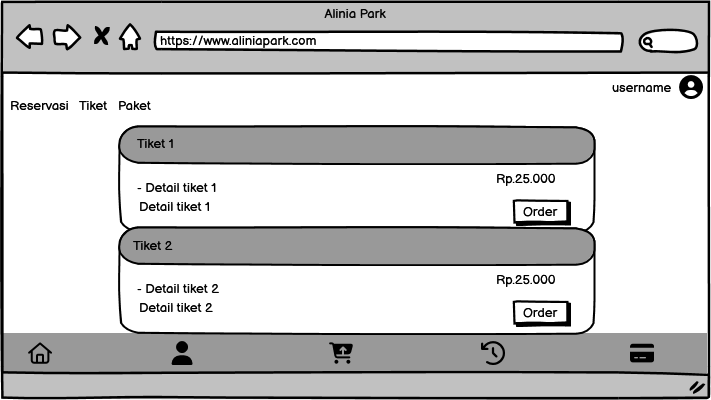 Alinia Park
https://www.aliniapark.com
username
Reservasi Tiket Paket
Tiket 1
- Detail tiket 1
Rp.25.000
Detail tiket 1
Order
Tiket 2
- Detail tiket 2
Rp.25.000
Detail tiket 2
Order